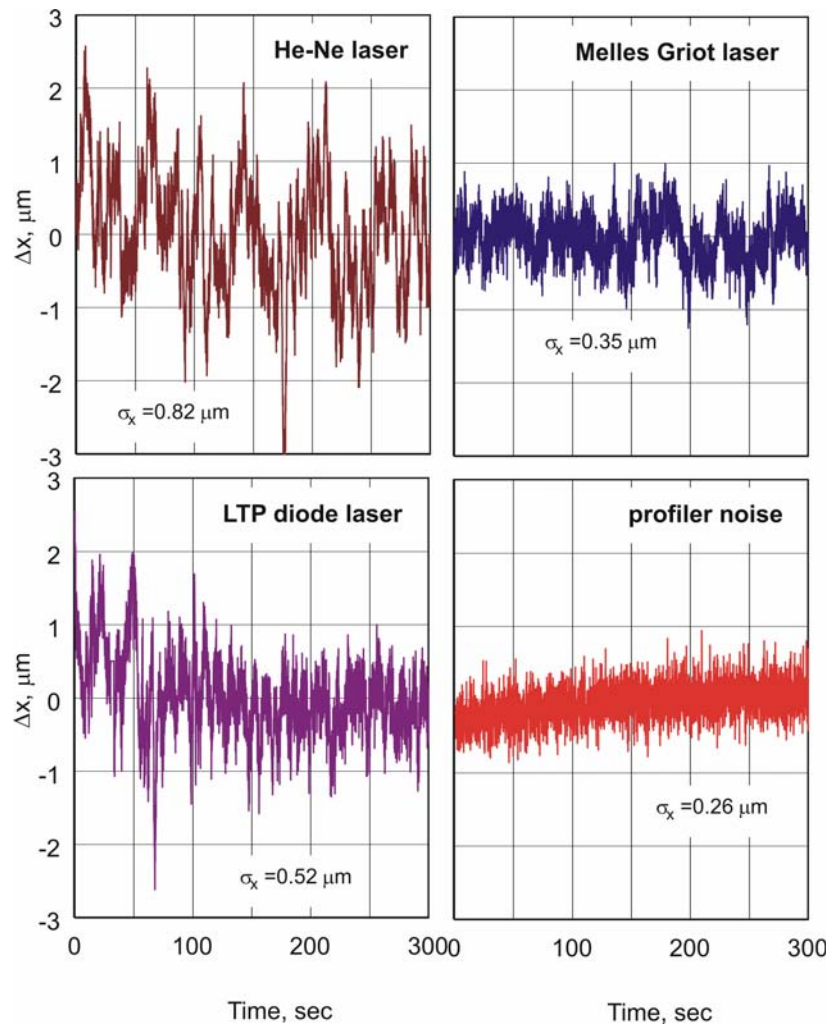 3
He-Ne laser
Melles Griot laser
2
1
0
-1
-2
-3
Δx, μm
σx =0.82 μm
σx =0.35 μm
3
LTP diode laser
profiler noise
2
1
0
-1
-2
-3
Δx, μm
σx =0.52 μm
σx =0.26 μm
0
100
200
300
0
100
200
300
Time, sec
Time, sec